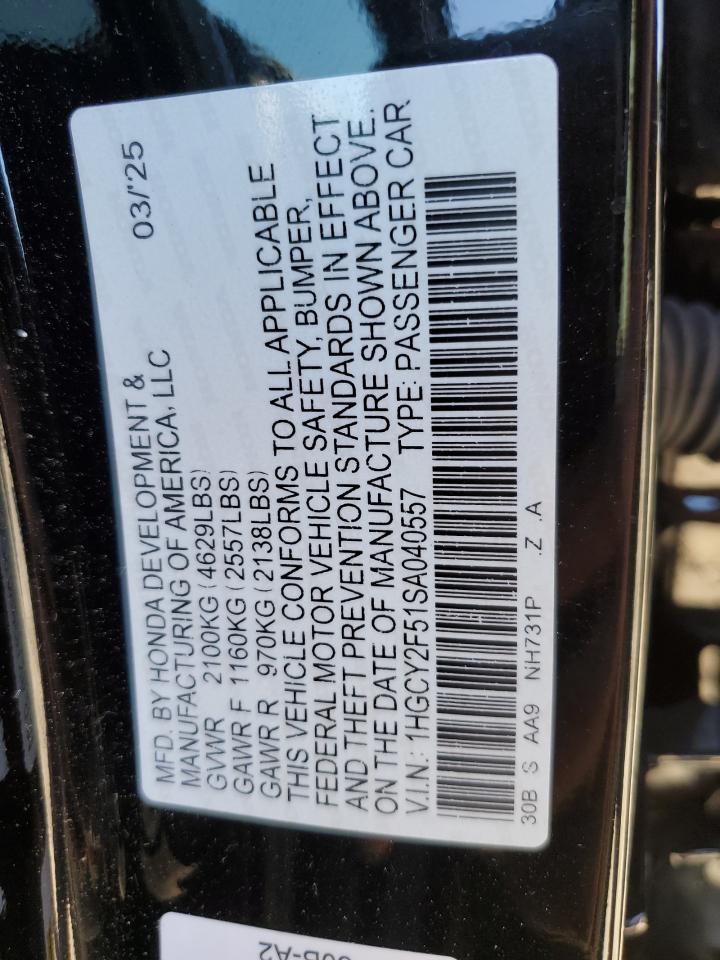 MFD. BY HONDA DEVELOPMENT & 03/'25
MANUFACTURING OF AMERICA, LLC
GVWR 2100KG (4629LBS)
GAWR F 1160KG (2557LBS)
GAWR R 970KG (2138LBS)
THIS VEHICLE CONFORMS TO ALL APPLICABLE
FEDERAL MOTOR VEHICLE SAFETY, BUMPER,
AND THEFT PREVENTION STANDARDS IN EFFECT
ON THE DATE OF MANUFACTURE SHOWN ABOVE.
V.I.N.: 1HGCY2F51SA040557 TYPE: PASSENGER CAR
30B S AA9 NH731P .Z .A